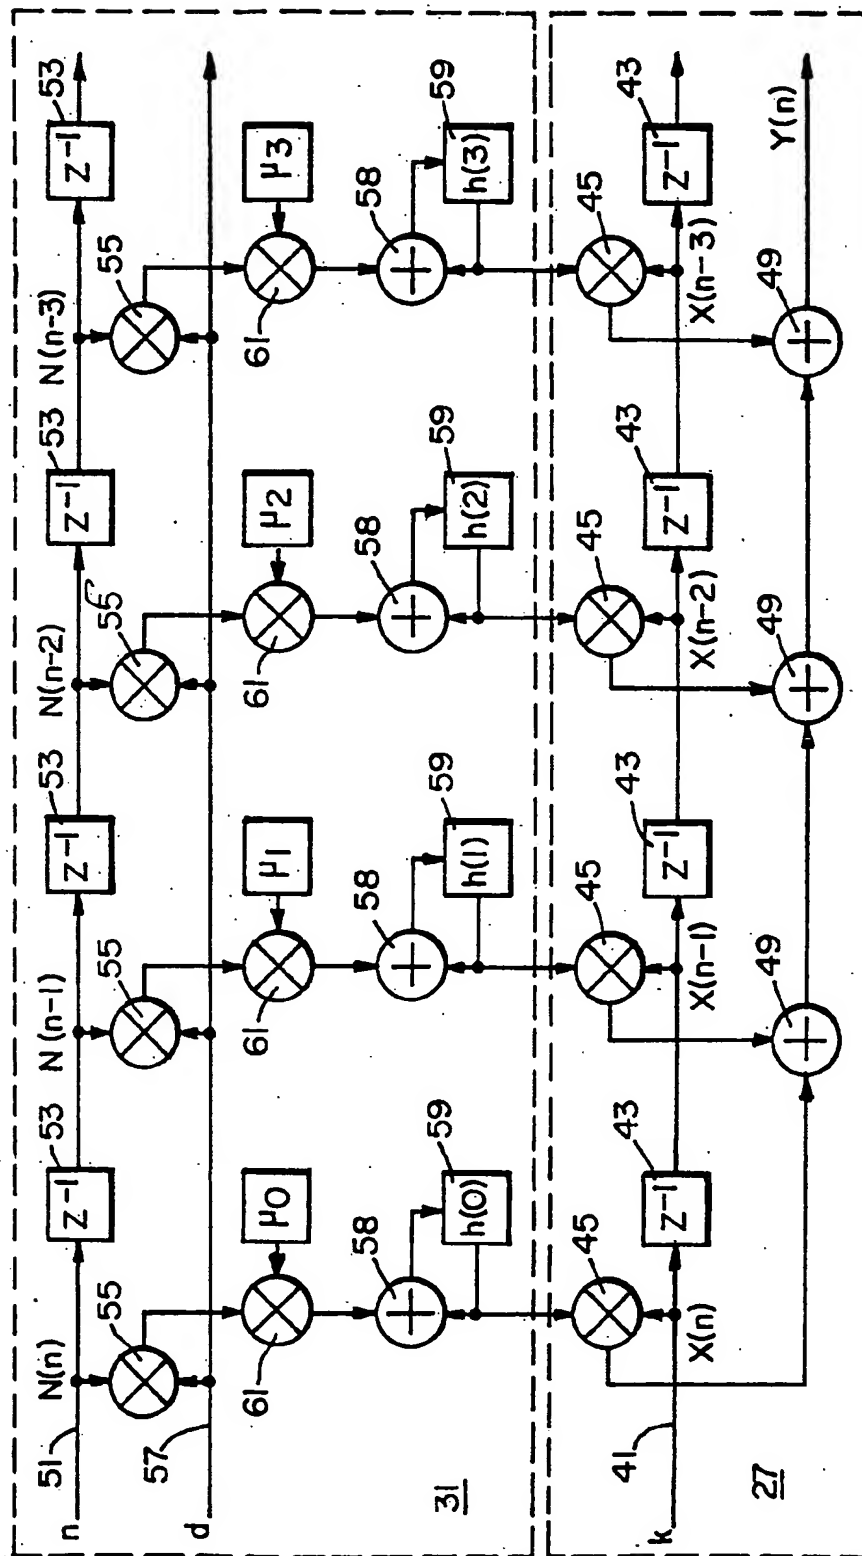 N(n) 53 N(n-1) 53 N(n-2) 53 N(n-3) 53
n 51 Z⁻¹ Z⁻¹ Z⁻¹ Z⁻¹
55 55 55 55
d 57
61 μ0 61 μ1 61 μ2 61 μ3
58 59 58 59 58 59 58 59
31 h(0) h(1) h(2) h(3)
45 43 45 43 45 43 45 43
k 41 Z⁻¹ Z⁻¹ Z⁻¹ Z⁻¹
X(n) X(n-1) X(n-2) X(n-3)
27 49 49 49 Y(n)